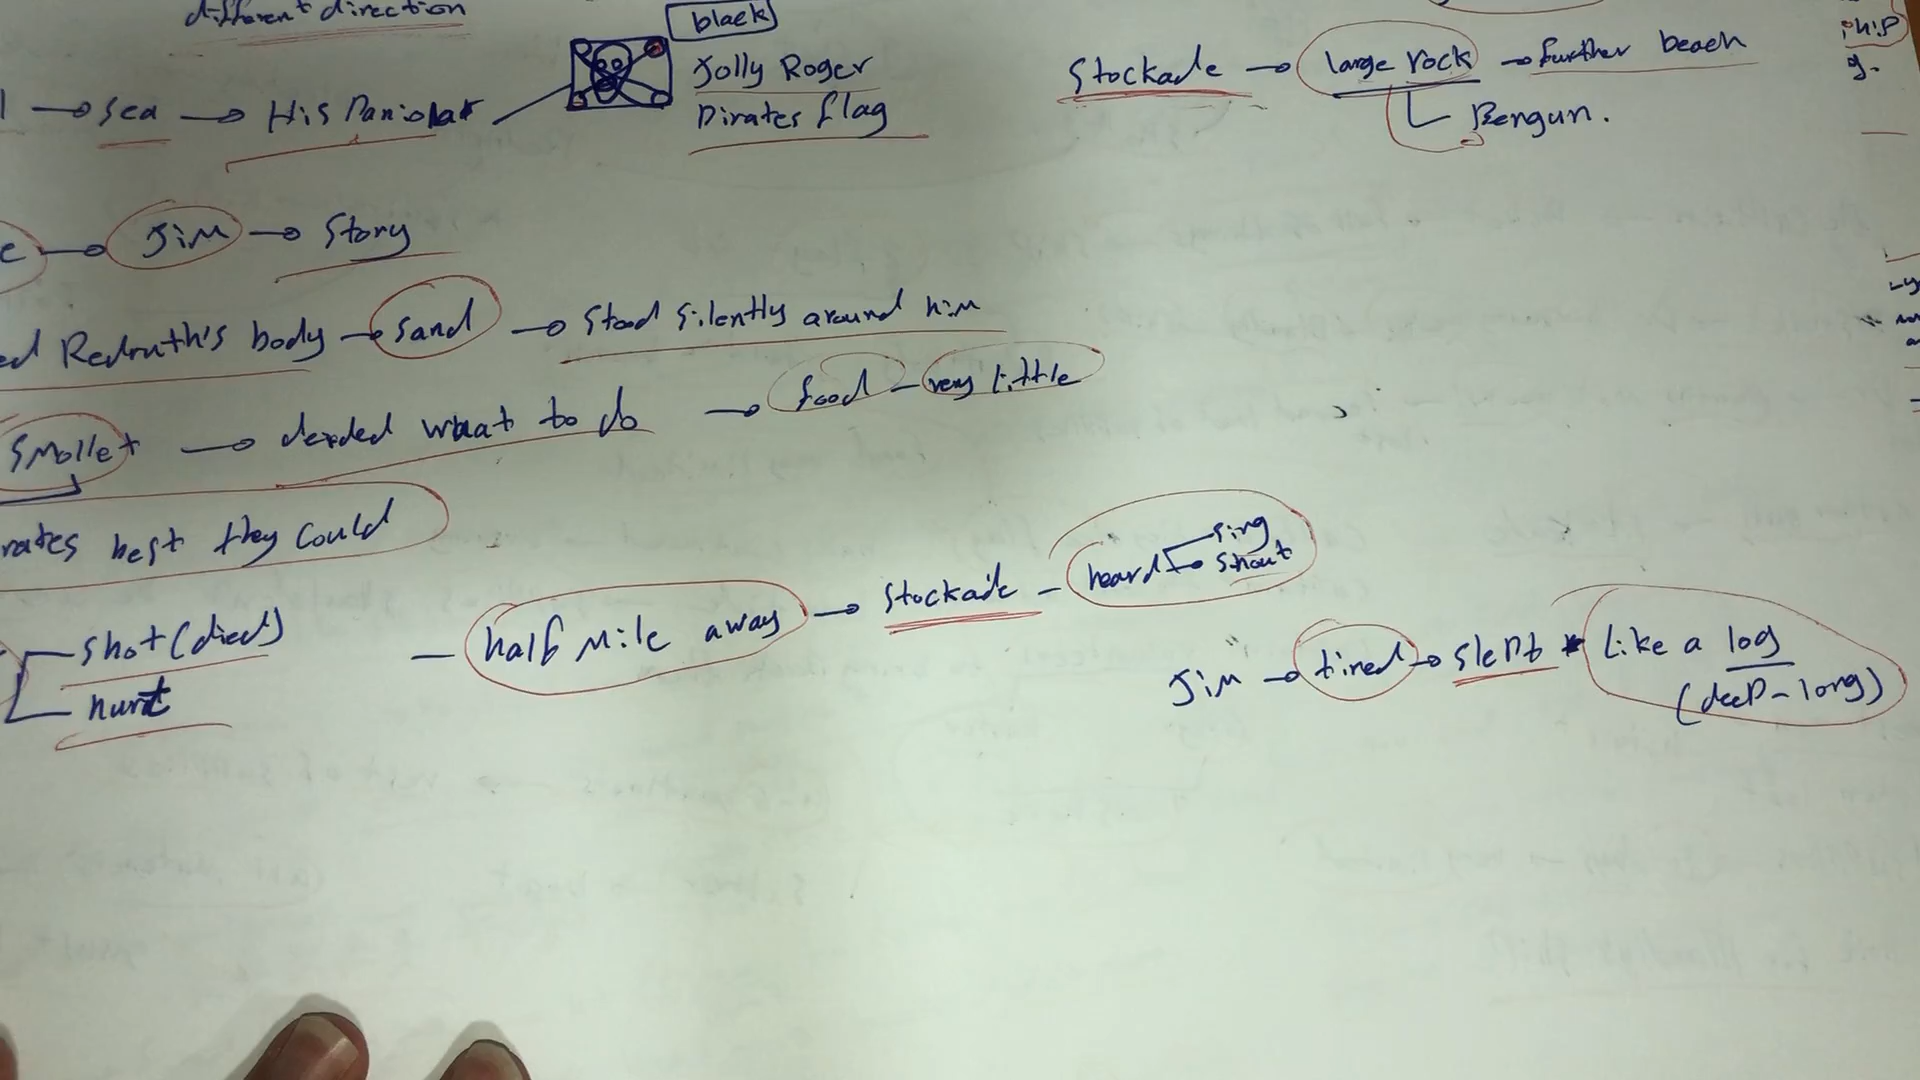 different direction
black
→ sea → Hispaniola
Jolly Roger
Pirates flag
Stockade → large rock → further beach
Bengun.
Jim → Story
Redruth's body → sand → stood silently around him
Smollet → decided what to do → food - very little
rates best they could
half mile away → stockade - heard → sing
shout
shot (died)
hurt
Jim → tired → slept * Like a log
(deep - long)